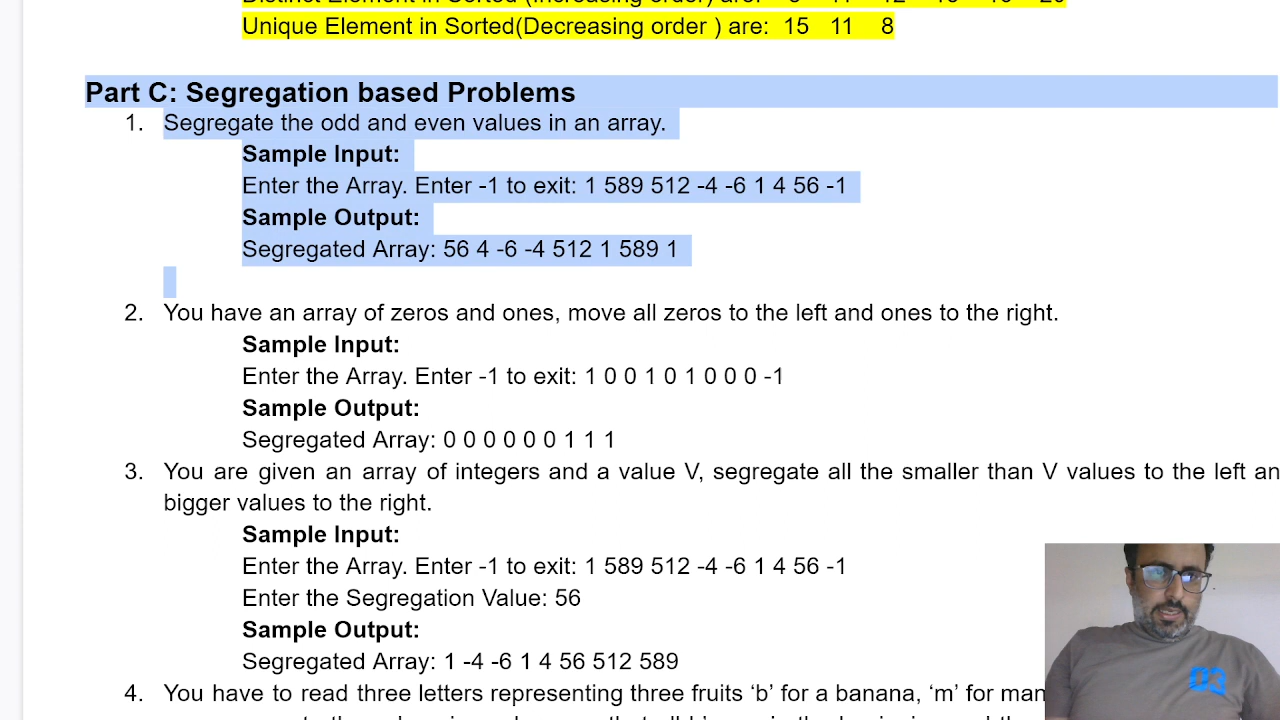 Distinct Element in Sorted (Increasing order) are:
Unique Element in Sorted(Decreasing order ) are: 15 11 8
Part C: Segregation based Problems
1. Segregate the odd and even values in an array.
Sample Input:
Enter the Array. Enter -1 to exit: 1 589 512 -4 -6 1 4 56 -1
Sample Output:
Segregated Array: 56 4 -6 -4 512 1 589 1
2. You have an array of zeros and ones, move all zeros to the left and ones to the right.
Sample Input:
Enter the Array. Enter -1 to exit: 1 0 0 1 0 1 0 0 0 -1
Sample Output:
Segregated Array: 0 0 0 0 0 0 1 1 1
3. You are given an array of integers and a value V, segregate all the smaller than V values to the left an
bigger values to the right.
Sample Input:
Enter the Array. Enter -1 to exit: 1 589 512 -4 -6 1 4 56 -1
Enter the Segregation Value: 56
Sample Output:
Segregated Array: 1 -4 -6 1 4 56 512 589
4. You have to read three letters representing three fruits ‘b’ for a banana, ‘m’ for man